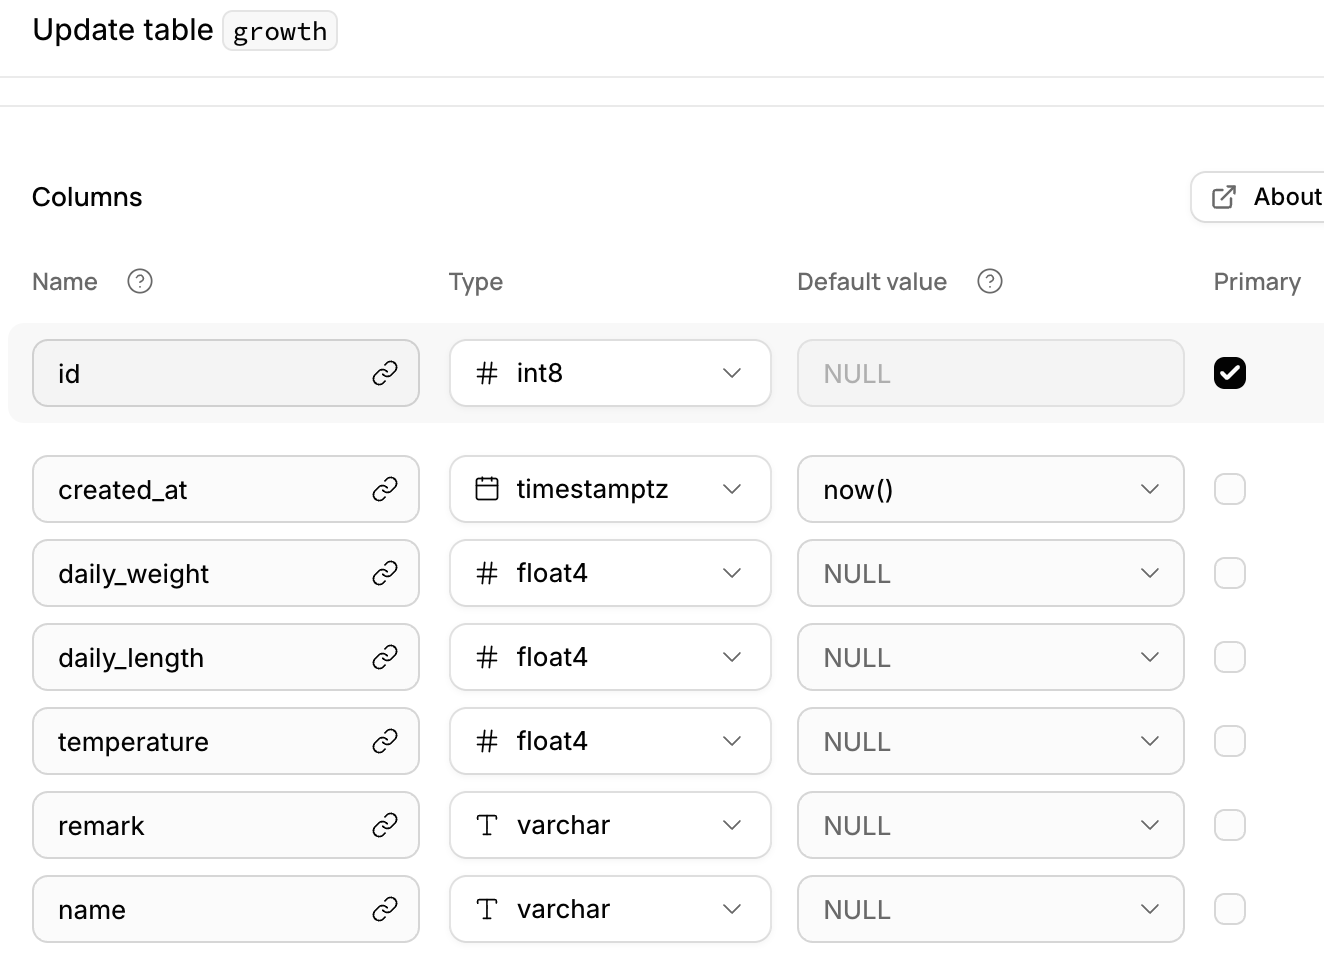 Update table growth
Columns
About
Name Type Default value Primary
id int8 NULL
created_at timestamptz now()
daily_weight float4 NULL
daily_length float4 NULL
temperature float4 NULL
remark varchar NULL
name varchar NULL